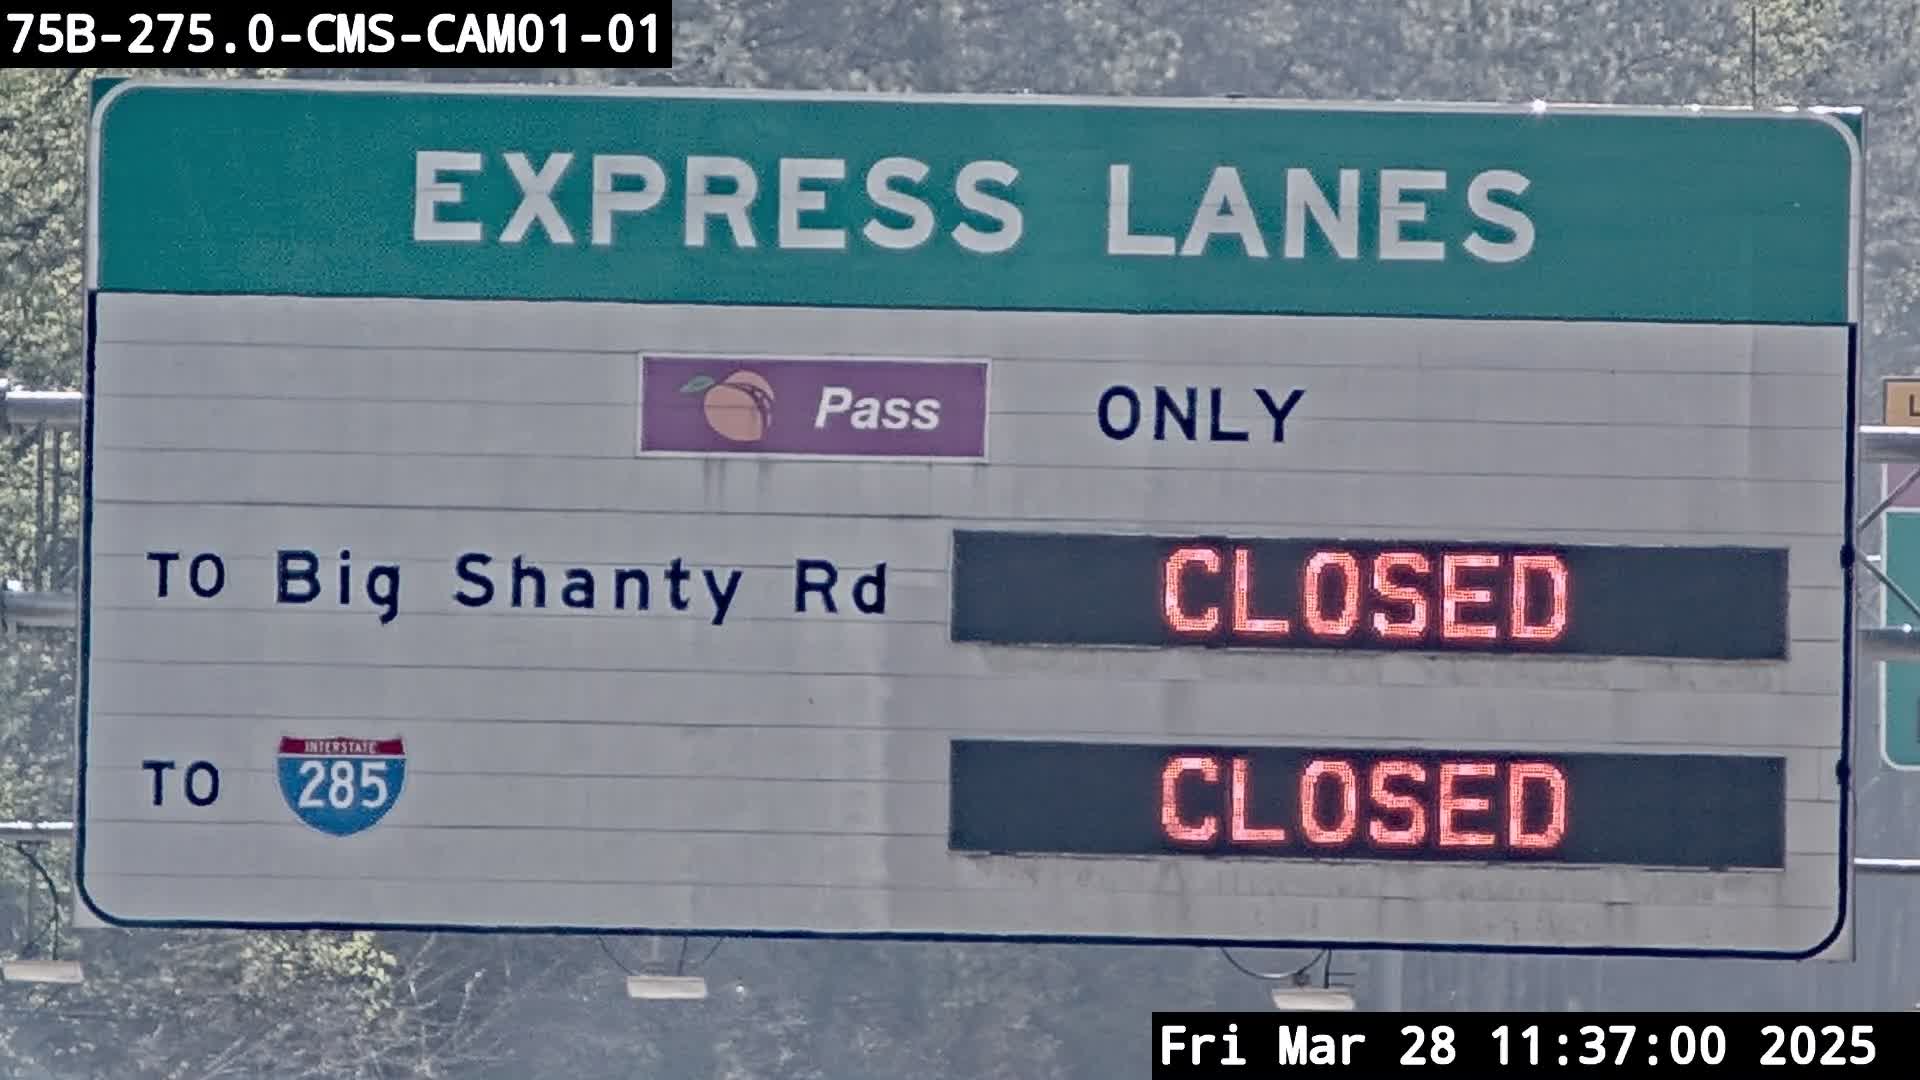 75B-275.0-CMS-CAM01-01
EXPRESS LANES
Pass ONLY
TO Big Shanty Rd CLOSED
TO INTERSTATE 285 CLOSED
Fri Mar 28 11:37:00 2025